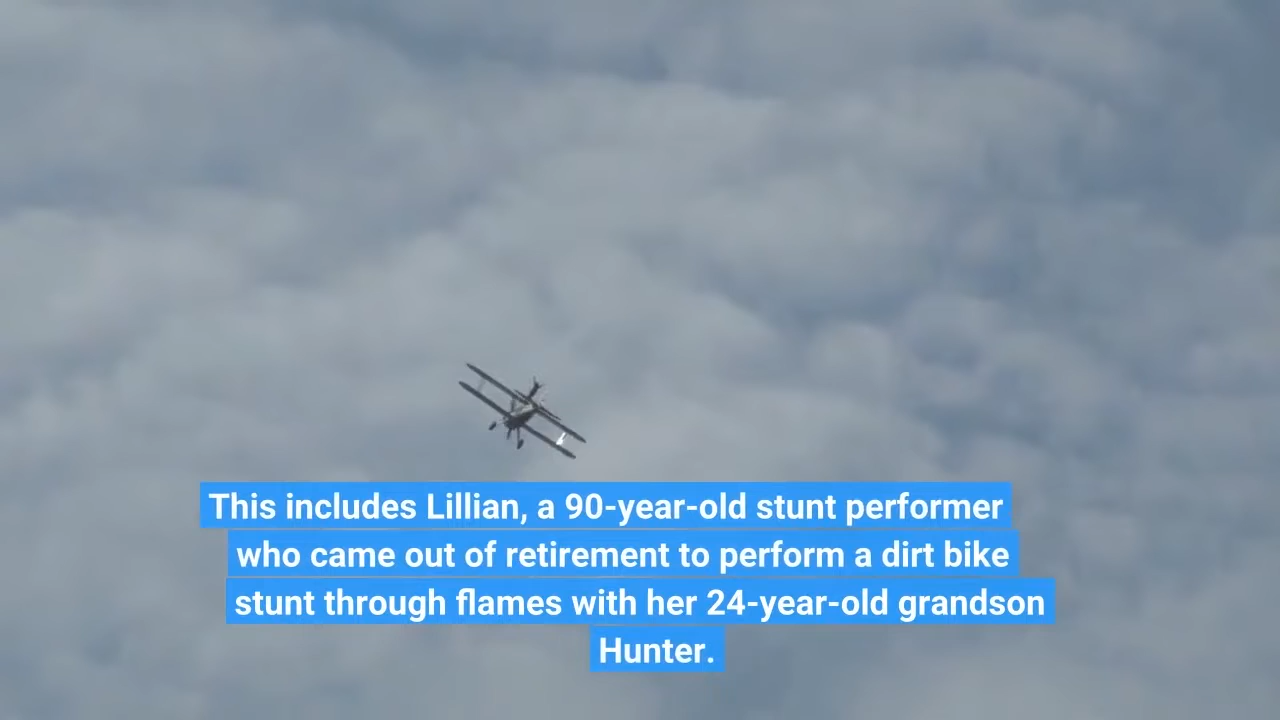 This includes Lillian, a 90-year-old stunt performer
who came out of retirement to perform a dirt bike
stunt through flames with her 24-year-old grandson
Hunter.